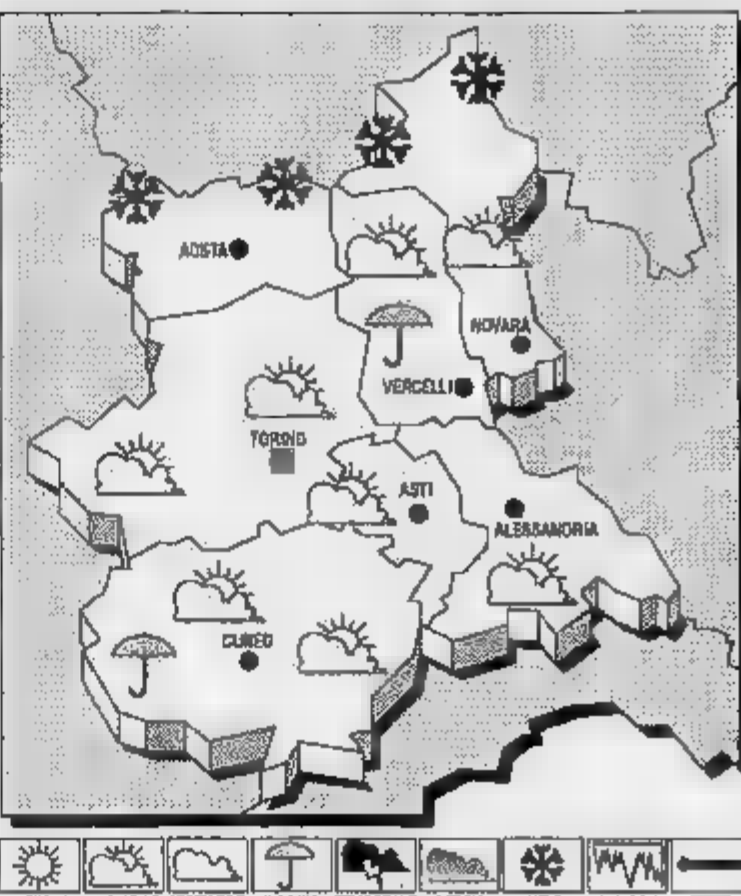 AOSTA
NOVARA
VERCELLI
TORINO
ASTI
ALESSANDRIA
CUNEO